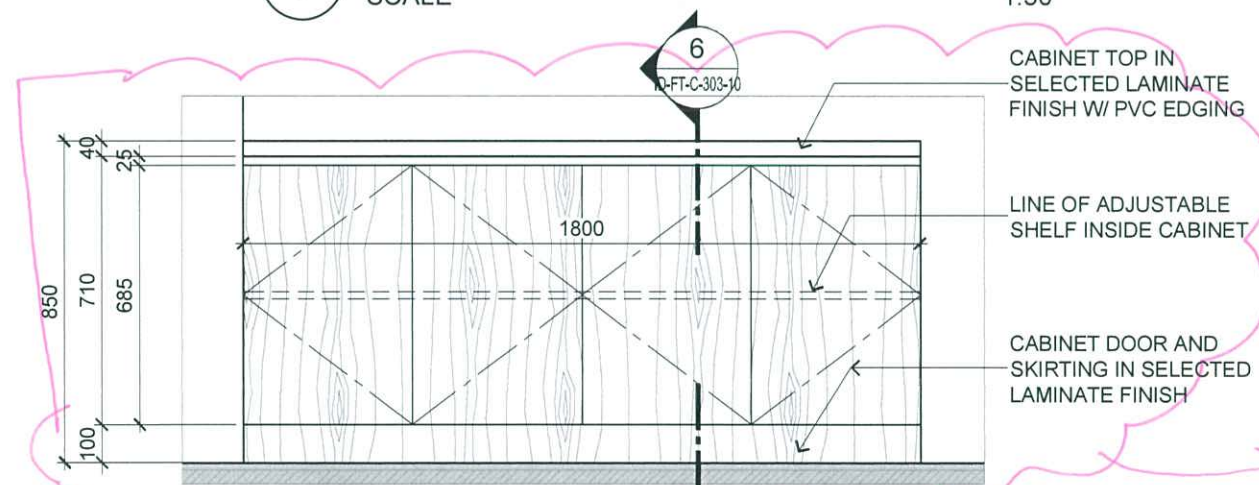 SCALE
6
ID-FT-C-303-10
CABINET TOP IN
SELECTED LAMINATE
FINISH W/ PVC EDGING
40
25
1800
LINE OF ADJUSTABLE
SHELF INSIDE CABINET
850
710
685
CABINET DOOR AND
SKIRTING IN SELECTED
LAMINATE FINISH
100